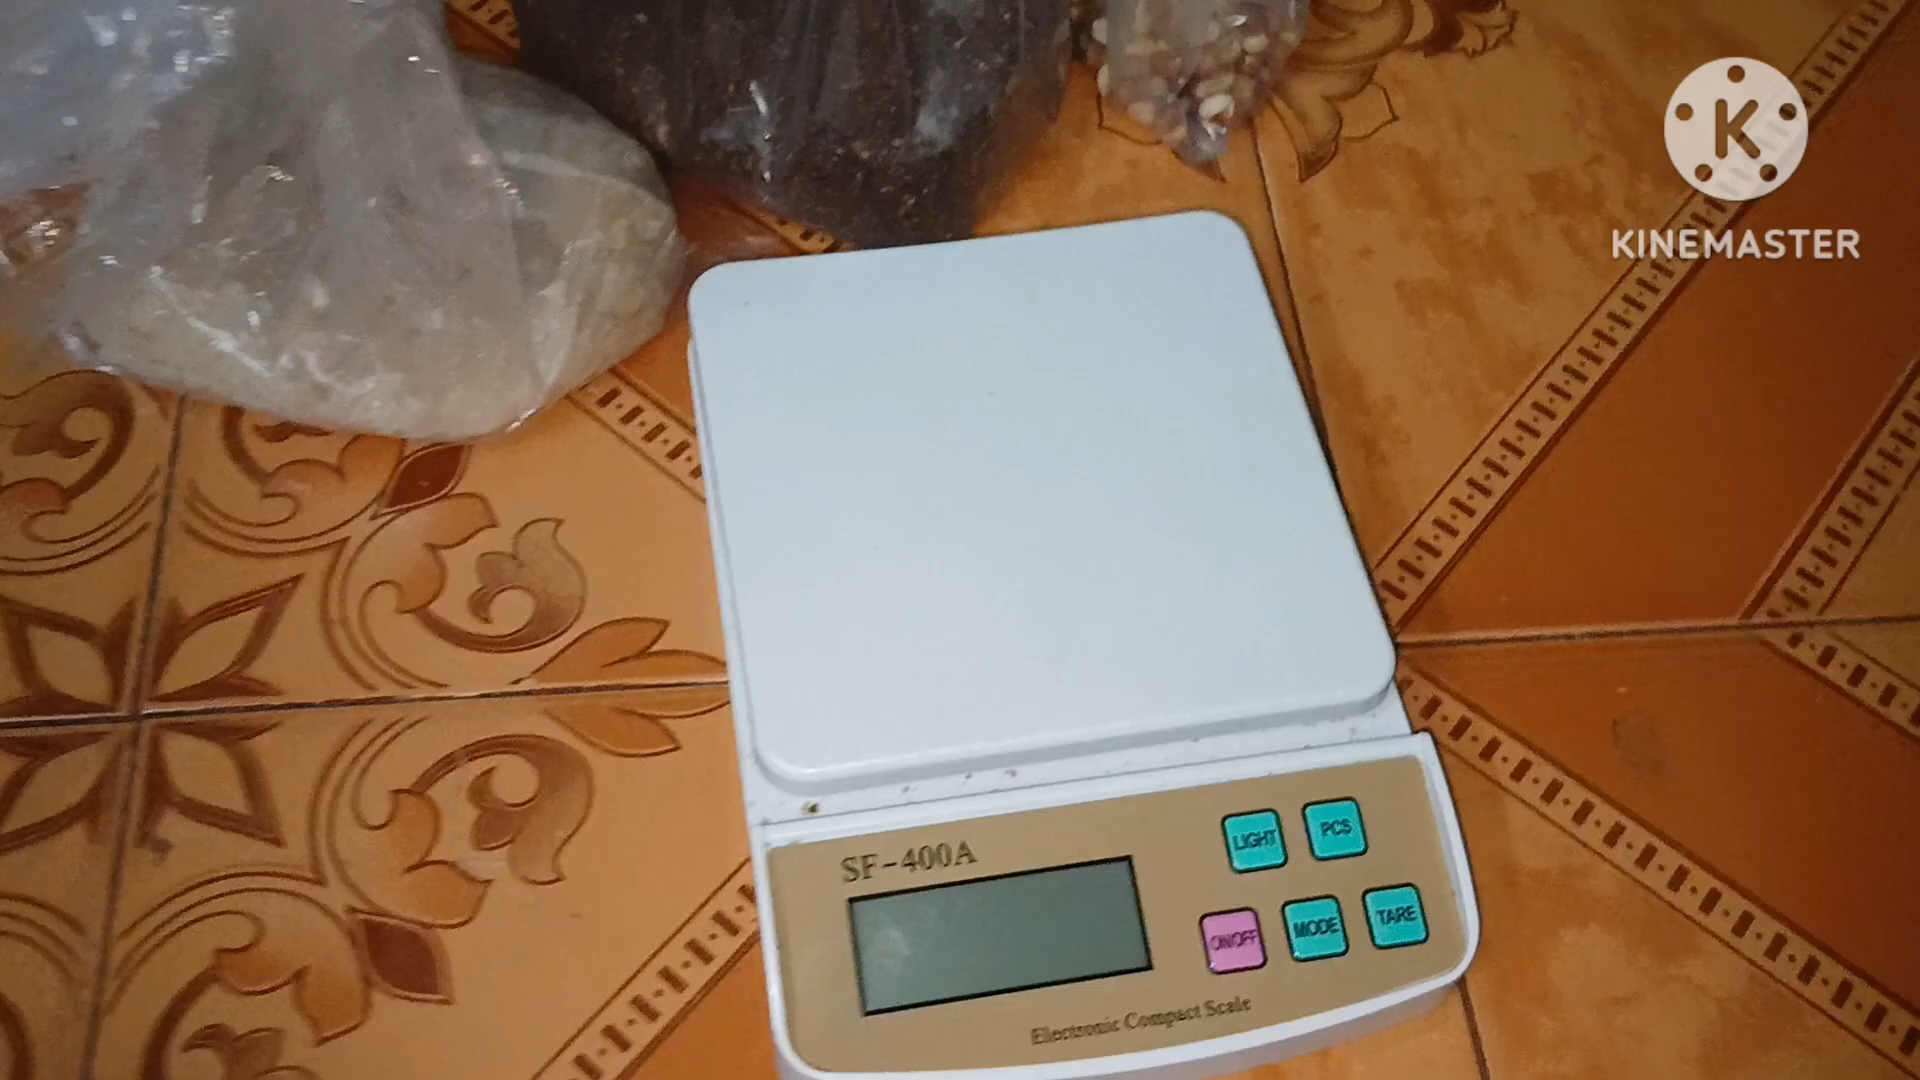 K
KINEMASTER
SF-400A
LIGHT
PCS
ON/OFF
MODE
TARE
Electronic Compact Scale